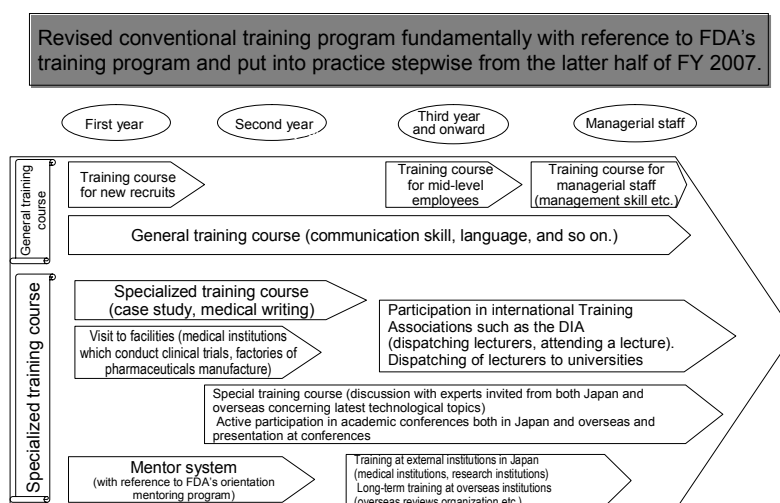 Revised conventional training program fundamentally with reference to FDA's
training program and put into practice stepwise from the latter half of FY 2007.
First year
Second year
Third year
and onward
Managerial staff
General training
course
Training course
for new recruits
Training course
for mid-level
employees
Training course for
managerial staff
(management skill etc.)
General training course (communication skill, language, and so on.)
Specialized training course
Specialized training course
(case study, medical writing)
Visit to facilities (medical institutions
which conduct clinical trials, factories of
pharmaceuticals manufacture)
Participation in international Training
Associations such as the DIA
(dispatching lecturers, attending a lecture).
Dispatching of lecturers to universities
Special training course (discussion with experts invited from both Japan and
overseas concerning latest technological topics)
Active participation in academic conferences both in Japan and overseas and
presentation at conferences
Mentor system
(with reference to FDA's orientation
mentoring program)
Training at external institutions in Japan
(medical institutions, research institutions)
Long-term training at overseas institutions
(overseas reviews organization etc.)